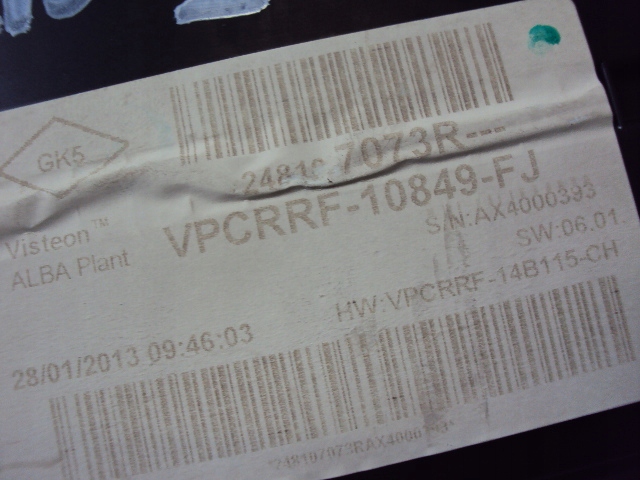 GK5
24810 7073R---
VPCRRF-10849-FJ
Visteon™
ALBA Plant
S/N:AX4000393
SW:06.01.
HW:VPCRRF-14B115-CH
28/01/2013 09:46:03